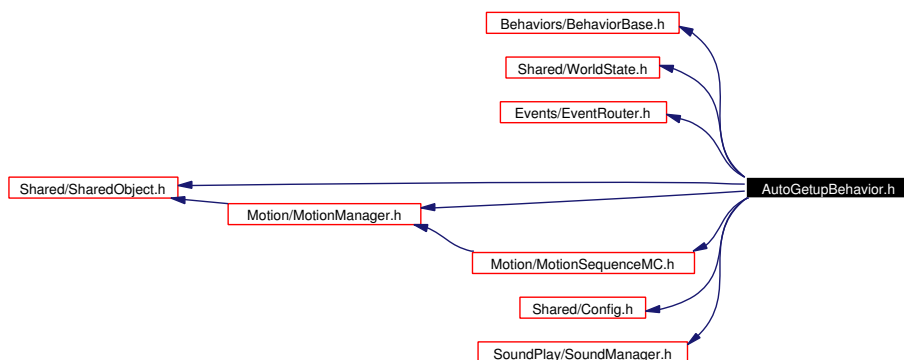 Behaviors/BehaviorBase.h
Shared/WorldState.h
Events/EventRouter.h
Shared/SharedObject.h
AutoGetupBehavior.h
Motion/MotionManager.h
Motion/MotionSequenceMC.h
Shared/Config.h
SoundPlay/SoundManager.h